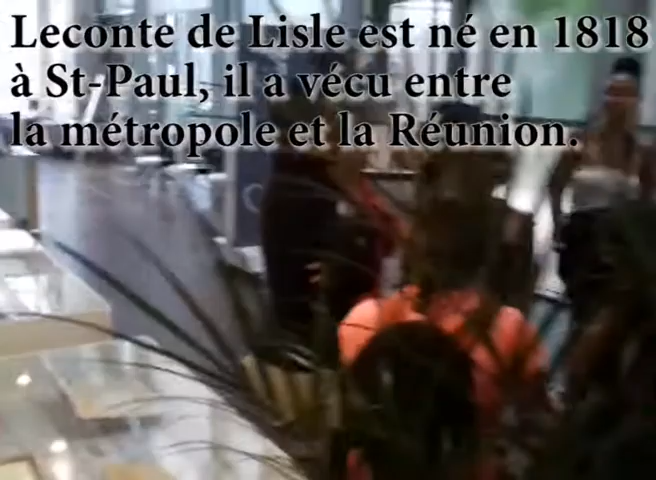 Leconte de Lisle est né en 1818
à St-Paul, il a vécu entre
la métropole et la Réunion.